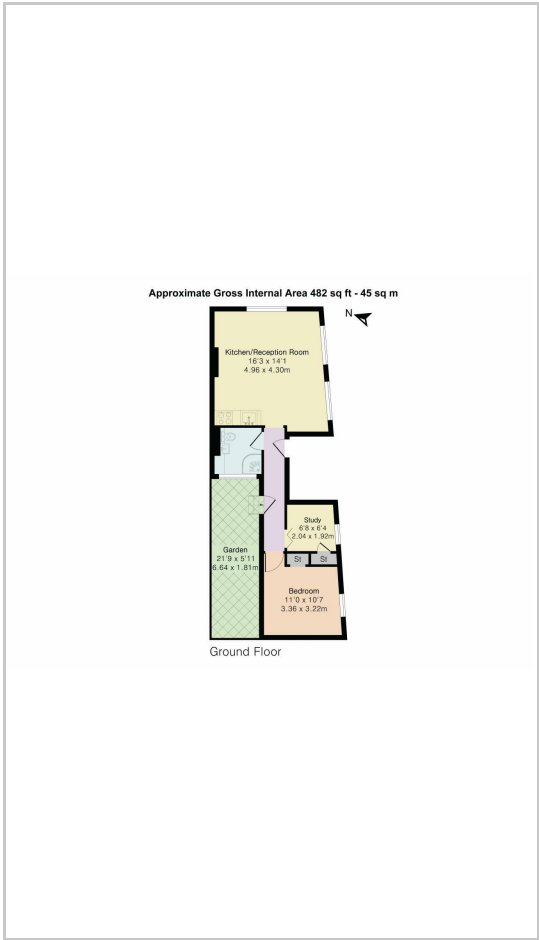 Approximate Gross Internal Area 482 sq ft - 45 sq m
N
Kitchen/Reception Room
16'3 x 14'1
4.96 x 4.30m
Study
6'8 x 6'4
2.04 x 1.92m
Garden
21'9 x 5'11
6.64 x 1.81m
St
St
Bedroom
11'0 x 10'7
3.36 x 3.22m
Ground Floor